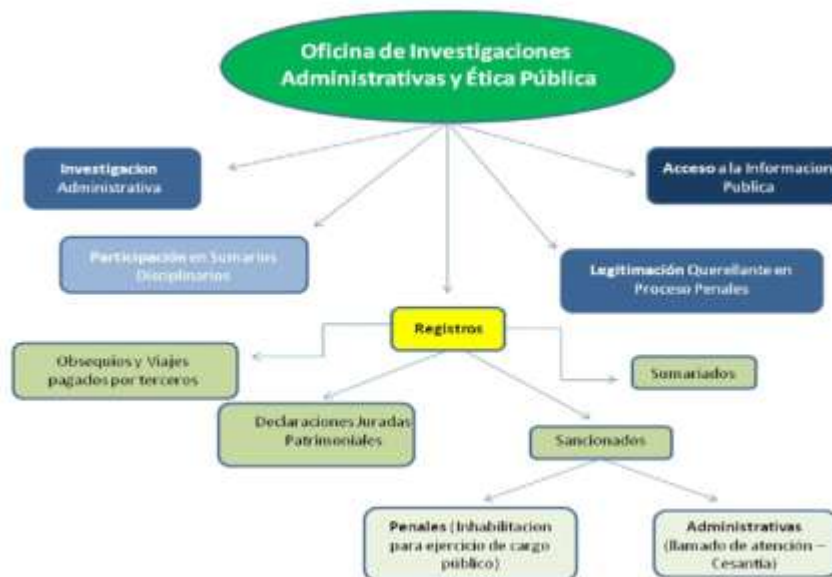 Oficina de Investigaciones
Administrativas y Ética Pública
Investigacion
Administrativa
Acceso a la Informacion
Publica
Participación en Sumarios
Disciplinarios
Legitimación Querellante en
Proceso Penales
Registros
Obsequios y Viajes
pagados por terceros
Sumariados
Declaraciones Juradas
Patrimoniales
Sancionados
Penales (Inhabilitacion
para ejercicio de cargo
público)
Administrativas
(llamado de atención –
Cesantía)